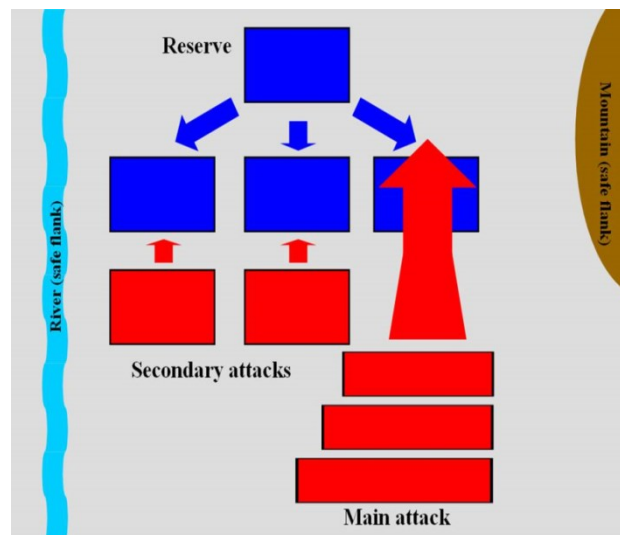 Reserve
River (safe flank)
Mountain (safe flank)
Secondary attacks
Main attack